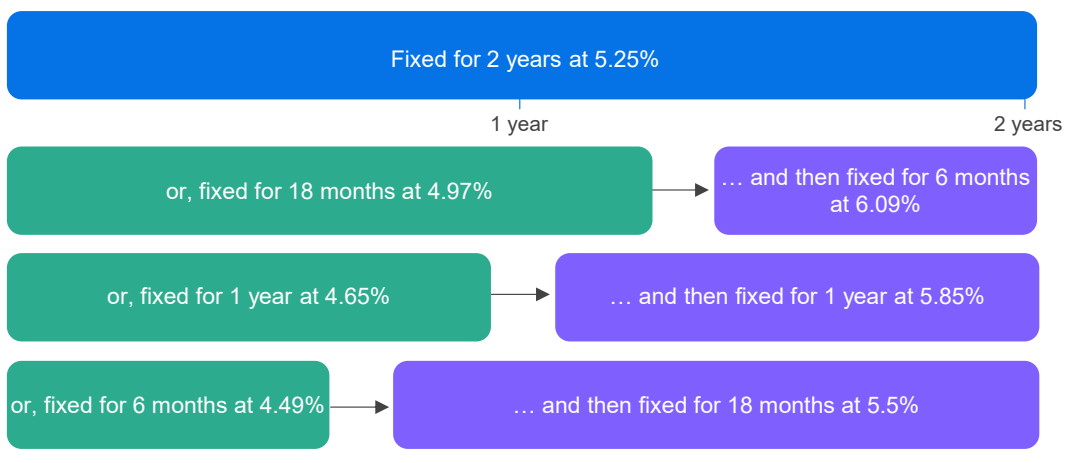 Fixed for 2 years at 5.25%
1 year
2 years
or, fixed for 18 months at 4.97%
… and then fixed for 6 months
at 6.09%
or, fixed for 1 year at 4.65%
… and then fixed for 1 year at 5.85%
or, fixed for 6 months at 4.49%
… and then fixed for 18 months at 5.5%